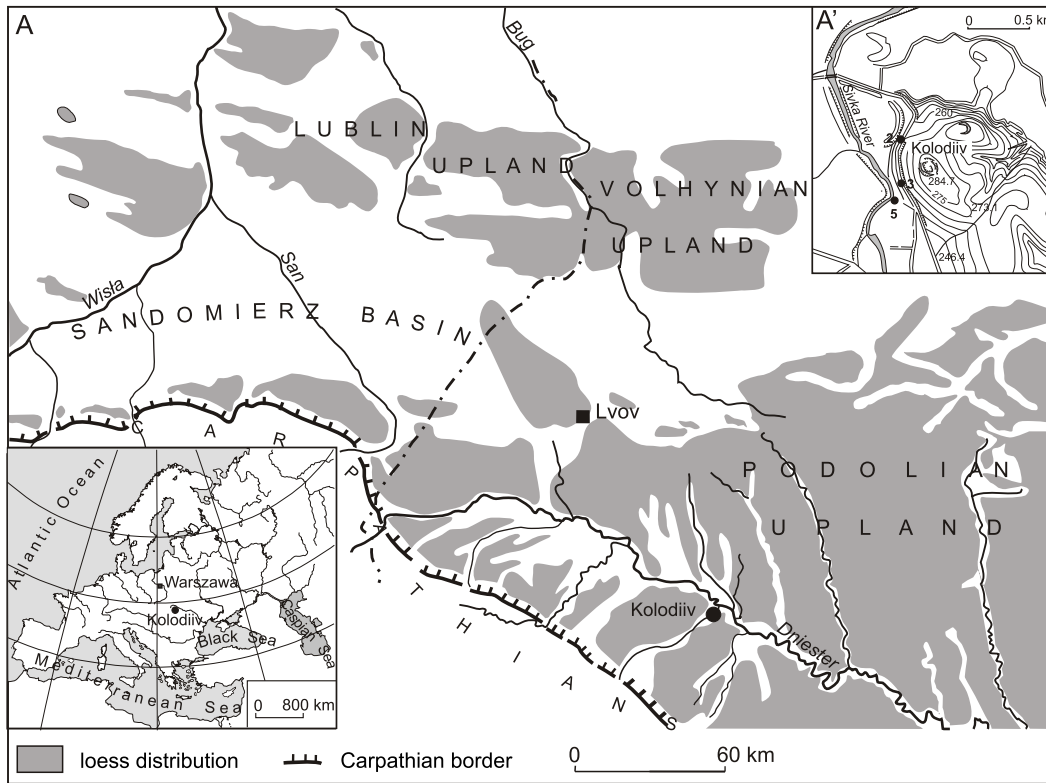 A
Bug
LUBLIN
UPLAND
VOLHYNIAN
UPLAND
Wisła
San
SANDOMIERZ BASIN
Lvov
CARPATHIANS
PODOLIAN
UPLAND
Kolodiiv
Dniester
A'
0 0.5 km
Sivka River
260
2
Kolodiiv
284.7
3
275
273.1
5
246.4
Atlantic Ocean
Warszawa
Kolodiiv
Black Sea
Caspian Sea
Mediterranean Sea
0 800 km
loess distribution
Carpathian border
0 60 km